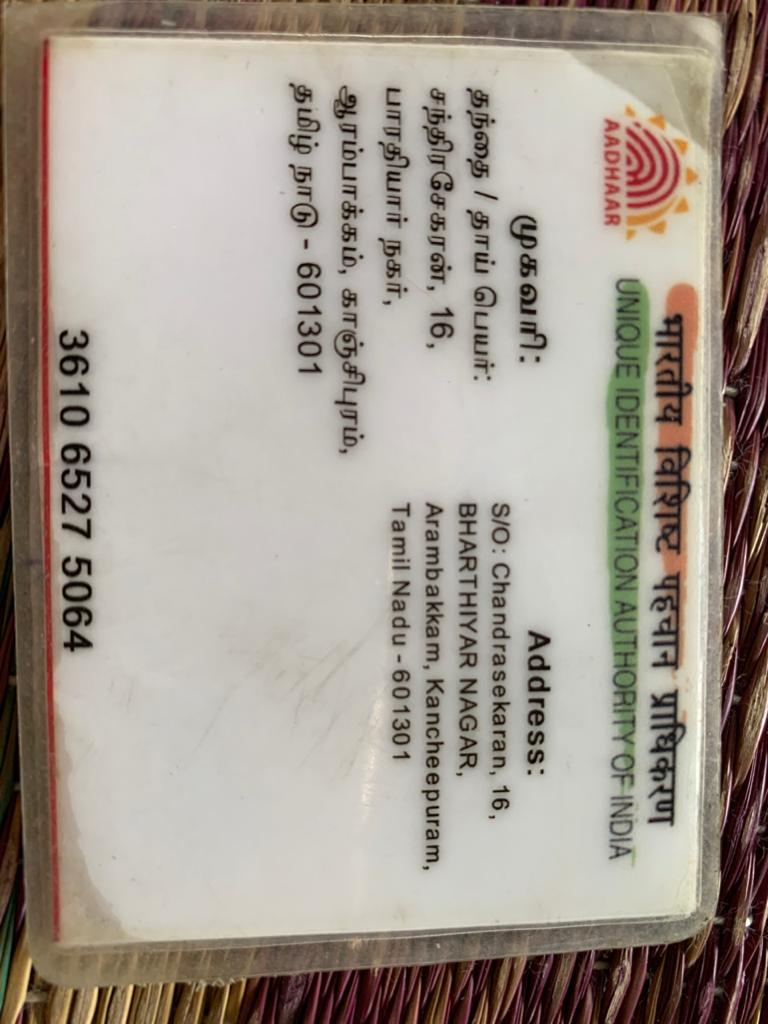 AADHAAR
भारतीय विशिष्ट पहचान प्राधिकरण
UNIQUE IDENTIFICATION AUTHORITY OF INDIA
முகவரி:
தந்தை / தாய் பெயர்:
சந்திரசேகரன், 16,
பாரதியார் நகர்,
ஆரம்பாக்கம், காஞ்சிபுரம்,
தமிழ் நாடு - 601301
Address:
S/O: Chandrasekaran, 16,
BHARTHIYAR NAGAR,
Arambakkam, Kancheepuram,
Tamil Nadu - 601301
3610 6527 5064